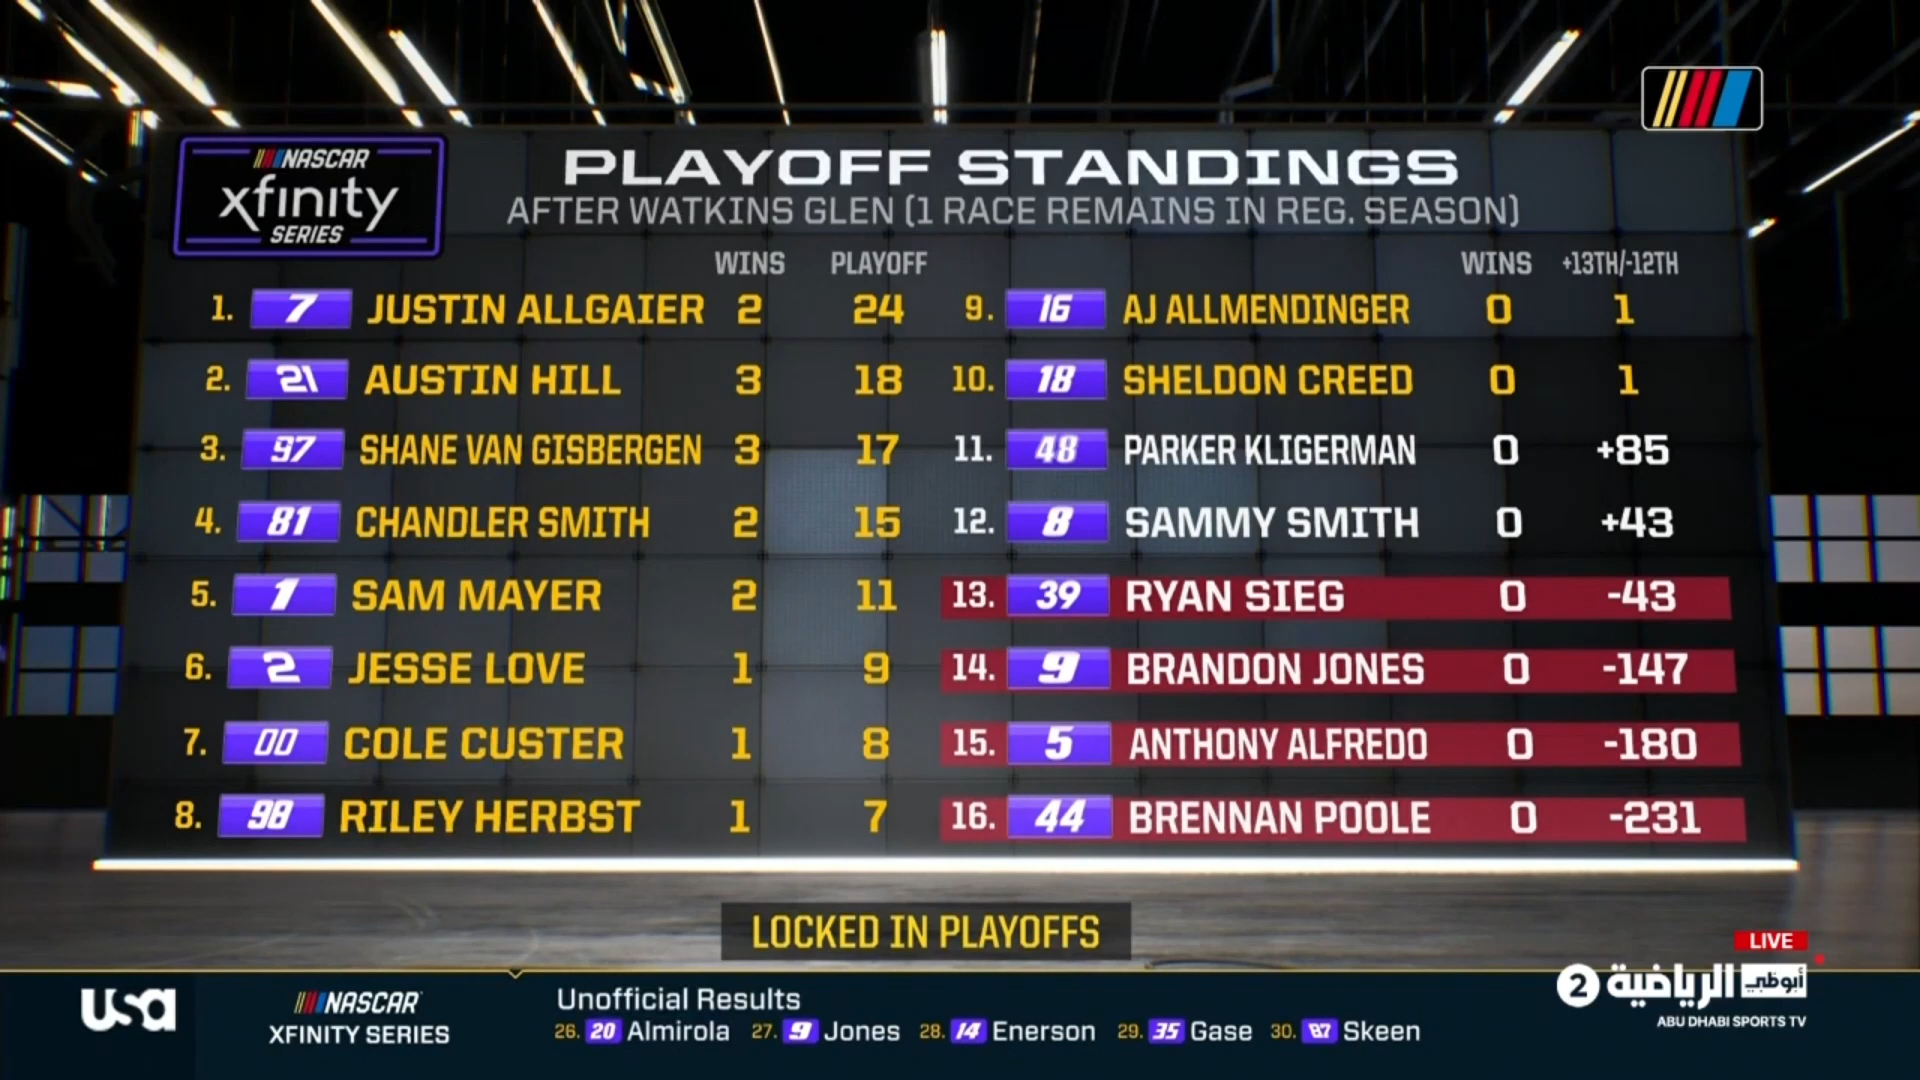 NASCAR
xfinity
SERIES
PLAYOFF STANDINGS
AFTER WATKINS GLEN (1 RACE REMAINS IN REG. SEASON)
WINS PLAYOFF
1. 7 JUSTIN ALLGAIER 2 24
2. 21 AUSTIN HILL 3 18
3. 97 SHANE VAN GISBERGEN 3 17
4. 81 CHANDLER SMITH 2 15
5. 1 SAM MAYER 2 11
6. 2 JESSE LOVE 1 9
7. 00 COLE CUSTER 1 8
8. 98 RILEY HERBST 1 7
WINS +13TH/-12TH
9. 16 AJ ALLMENDINGER 0 1
10. 18 SHELDON CREED 0 1
11. 48 PARKER KLIGERMAN 0 +85
12. 8 SAMMY SMITH 0 +43
13. 39 RYAN SIEG 0 -43
14. 9 BRANDON JONES 0 -147
15. 5 ANTHONY ALFREDO 0 -180
16. 44 BRENNAN POOLE 0 -231
LOCKED IN PLAYOFFS
LIVE
أبوظبي الرياضية 2
ABU DHABI SPORTS TV
usa
NASCAR
XFINITY SERIES
Unofficial Results
26. 20 Almirola 27. 9 Jones 28. 14 Enerson 29. 35 Gase 30. 87 Skeen